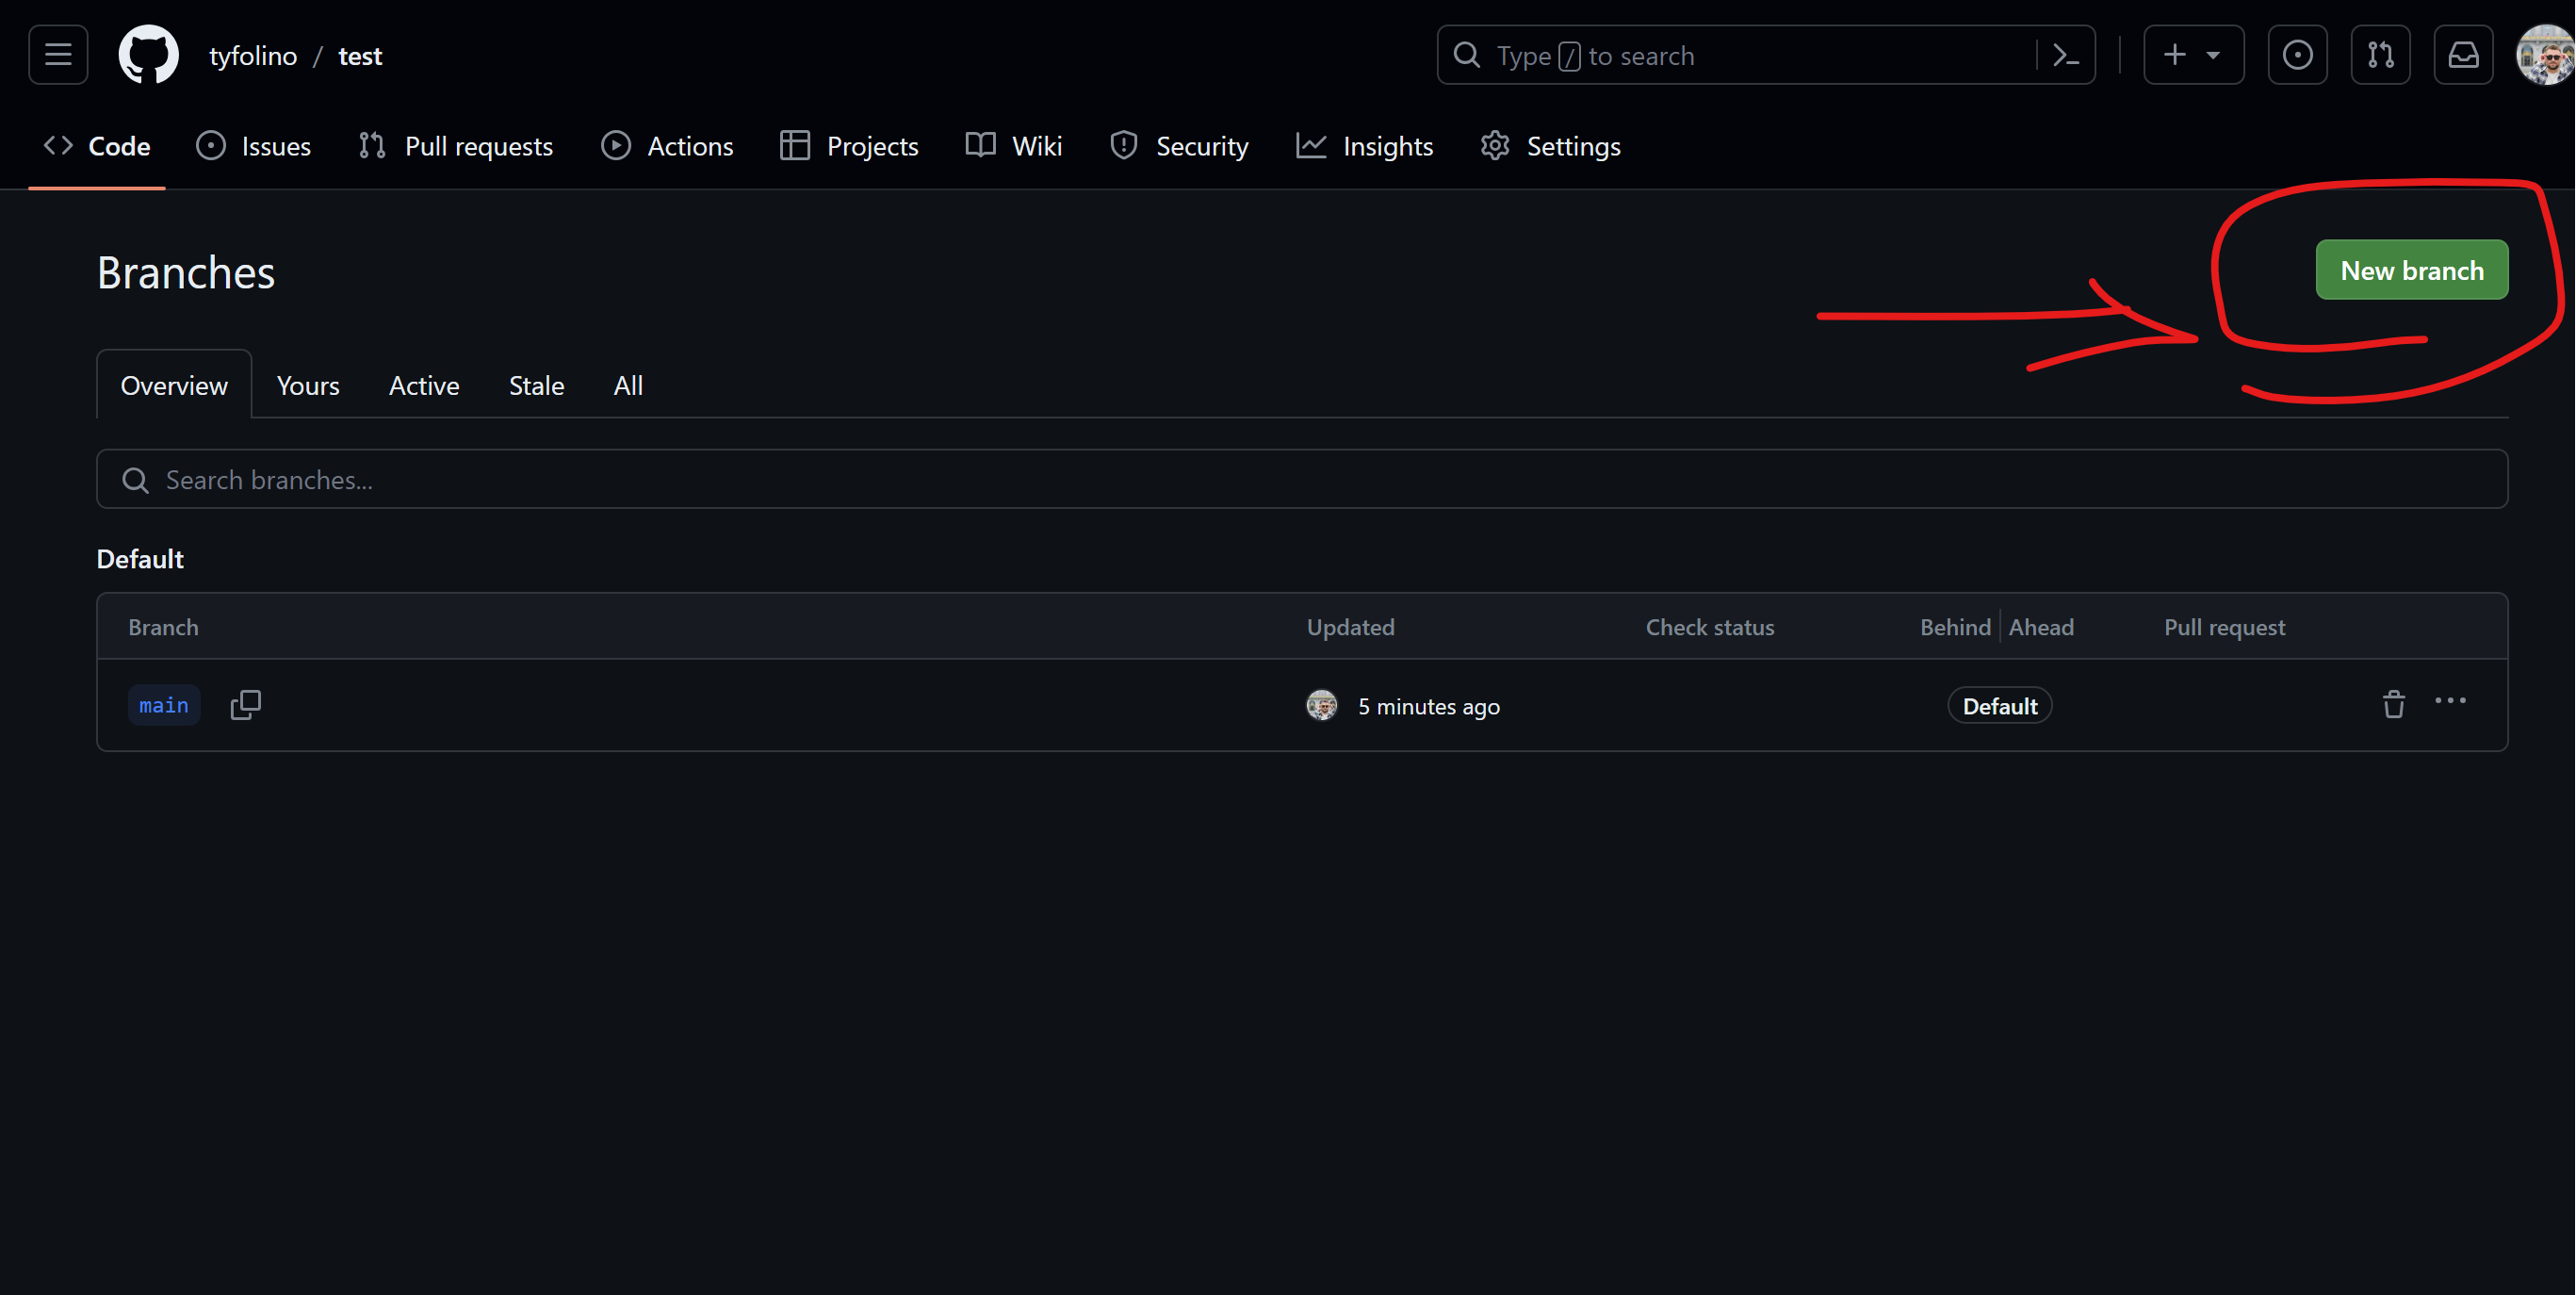 tyfolino / test
Type / to search
Code Issues Pull requests Actions Projects Wiki Security Insights Settings
Branches
New branch
Overview Yours Active Stale All
Search branches...
Default
Branch Updated Check status Behind Ahead Pull request
main 5 minutes ago Default